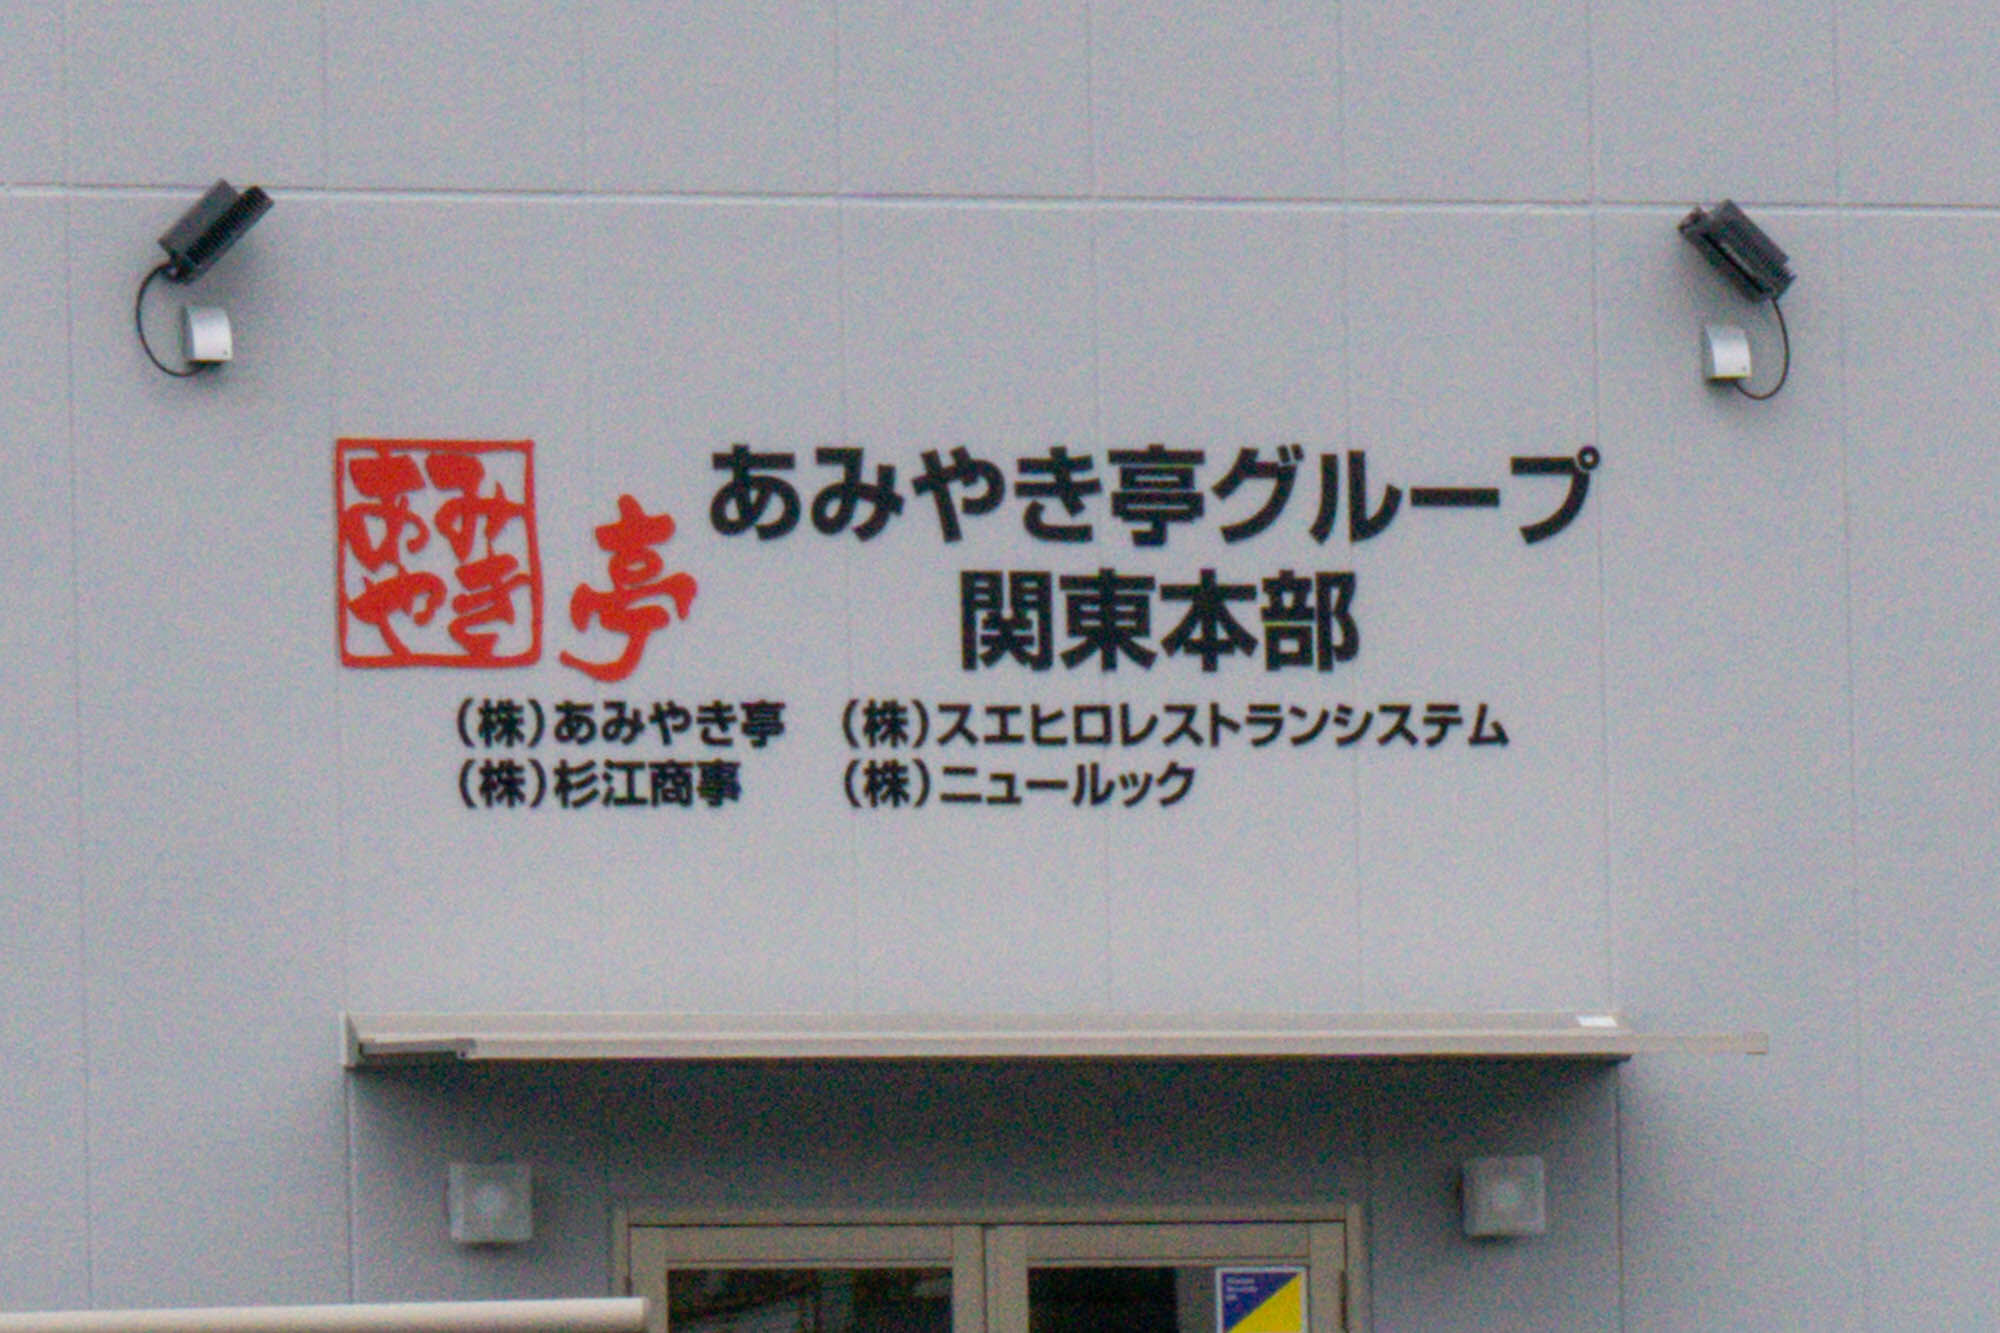 あみやき亭
あみやき亭グループ
関東本部
(株)あみやき亭 (株)スエヒロレストランシステム
(株)杉江商事 (株)ニュールック